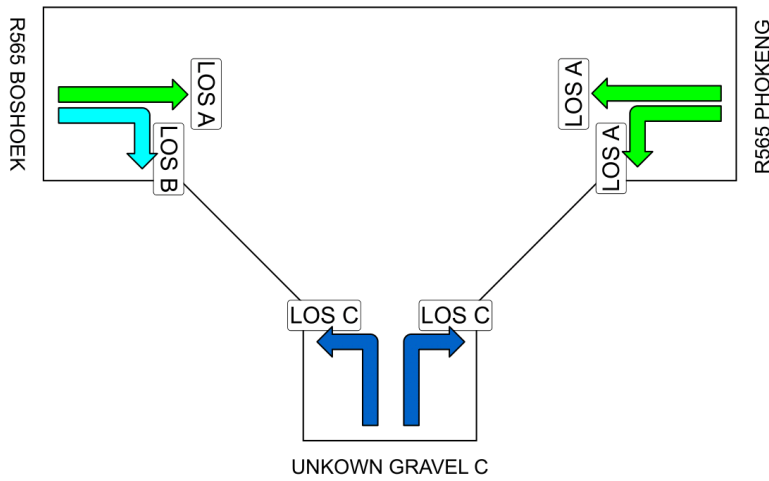 R565 BOSHOEK
LOS A
LOS B
LOS A
LOS A
R565 PHOKENG
LOS C
LOS C
UNKOWN GRAVEL C